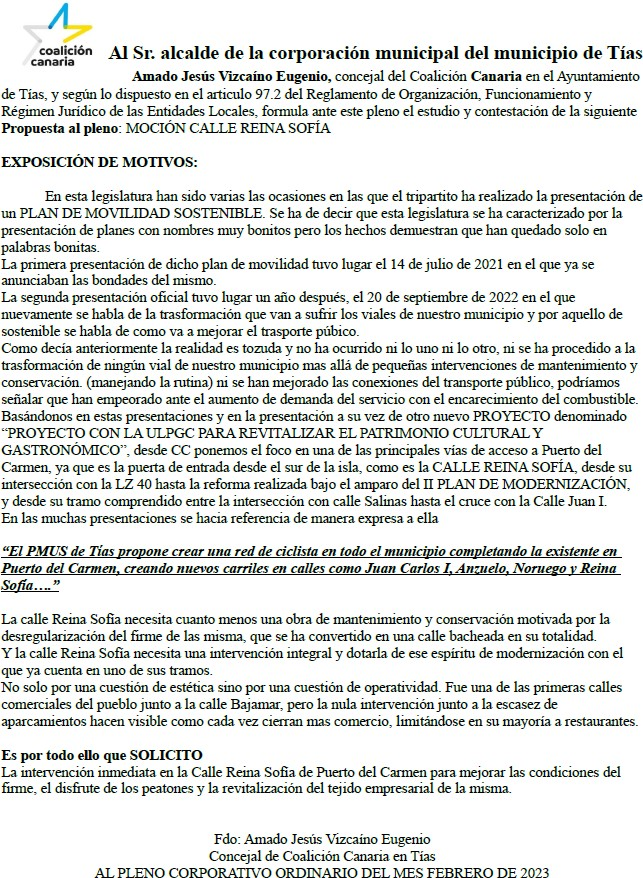 coalición
canaria
Al Sr. alcalde de la corporación municipal del municipio de Tías
Amado Jesús Vizcaíno Eugenio, concejal del Coalición Canaria en el Ayuntamiento
de Tías, y según lo dispuesto en el articulo 97.2 del Reglamento de Organización, Funcionamiento y
Régimen Jurídico de las Entidades Locales, formula ante este pleno el estudio y contestación de la siguiente
Propuesta al pleno: MOCIÓN CALLE REINA SOFÍA
EXPOSICIÓN DE MOTIVOS:
En esta legislatura han sido varias las ocasiones en las que el tripartito ha realizado la presentación de
un PLAN DE MOVILIDAD SOSTENIBLE. Se ha de decir que esta legislatura se ha caracterizado por la
presentación de planes con nombres muy bonitos pero los hechos demuestran que han quedado solo en
palabras bonitas.
La primera presentación de dicho plan de movilidad tuvo lugar el 14 de julio de 2021 en el que ya se
anunciaban las bondades del mismo.
La segunda presentación oficial tuvo lugar un año después, el 20 de septiembre de 2022 en el que
nuevamente se habla de la trasformación que van a sufrir los viales de nuestro municipio y por aquello de
sostenible se habla de como va a mejorar el trasporte púbico.
Como decía anteriormente la realidad es tozuda y no ha ocurrido ni lo uno ni lo otro, ni se ha procedido a la
trasformación de ningún vial de nuestro municipio mas allá de pequeñas intervenciones de mantenimiento y
conservación. (manejando la rutina) ni se han mejorado las conexiones del transporte público, podríamos
señalar que han empeorado ante el aumento de demanda del servicio con el encarecimiento del combustible.
Basándonos en estas presentaciones y en la presentación a su vez de otro nuevo PROYECTO denominado
“PROYECTO CON LA ULPGC PARA REVITALIZAR EL PATRIMONIO CULTURAL Y
GASTRONÓMICO”, desde CC ponemos el foco en una de las principales vías de acceso a Puerto del
Carmen, ya que es la puerta de entrada desde el sur de la isla, como es la CALLE REINA SOFÍA, desde su
intersección con la LZ 40 hasta la reforma realizada bajo el amparo del II PLAN DE MODERNIZACIÓN,
y desde su tramo comprendido entre la intersección con calle Salinas hasta el cruce con la Calle Juan I.
En las muchas presentaciones se hacia referencia de manera expresa a ella
“El PMUS de Tías propone crear una red de ciclista en todo el municipio completando la existente en
Puerto del Carmen, creando nuevos carriles en calles como Juan Carlos I, Anzuelo, Noruego y Reina
Sofía….”
La calle Reina Sofía necesita cuanto menos una obra de mantenimiento y conservación motivada por la
desregularización del firme de las misma, que se ha convertido en una calle bacheada en su totalidad.
Y la calle Reina Sofía necesita una intervención integral y dotarla de ese espíritu de modernización con el
que ya cuenta en uno de sus tramos.
No solo por una cuestión de estética sino por una cuestión de operatividad. Fue una de las primeras calles
comerciales del pueblo junto a la calle Bajamar, pero la nula intervención junto a la escasez de
aparcamientos hacen visible como cada vez cierran mas comercio, limitándose en su mayoría a restaurantes.
Es por todo ello que SOLICITO
La intervención inmediata en la Calle Reina Sofía de Puerto del Carmen para mejorar las condiciones del
firme, el disfrute de los peatones y la revitalización del tejido empresarial de la misma.
Fdo: Amado Jesús Vizcaíno Eugenio
Concejal de Coalición Canaria en Tías
AL PLENO CORPORATIVO ORDINARIO DEL MES FEBRERO DE 2023